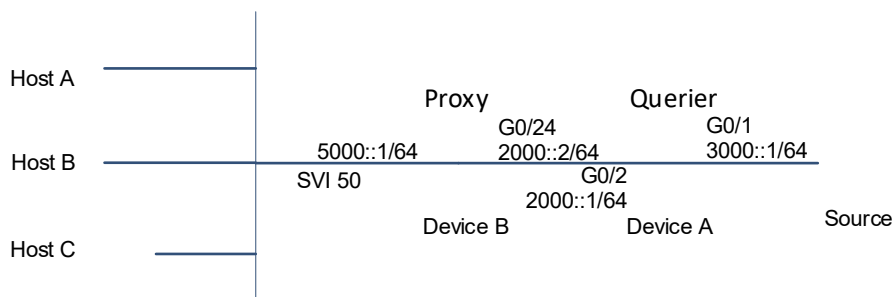 Host A
Proxy
Querier
G0/24
G0/1
Host B
5000::1/64
2000::2/64
3000::1/64
SVI 50
G0/2
2000::1/64
Device B
Device A
Source
Host C